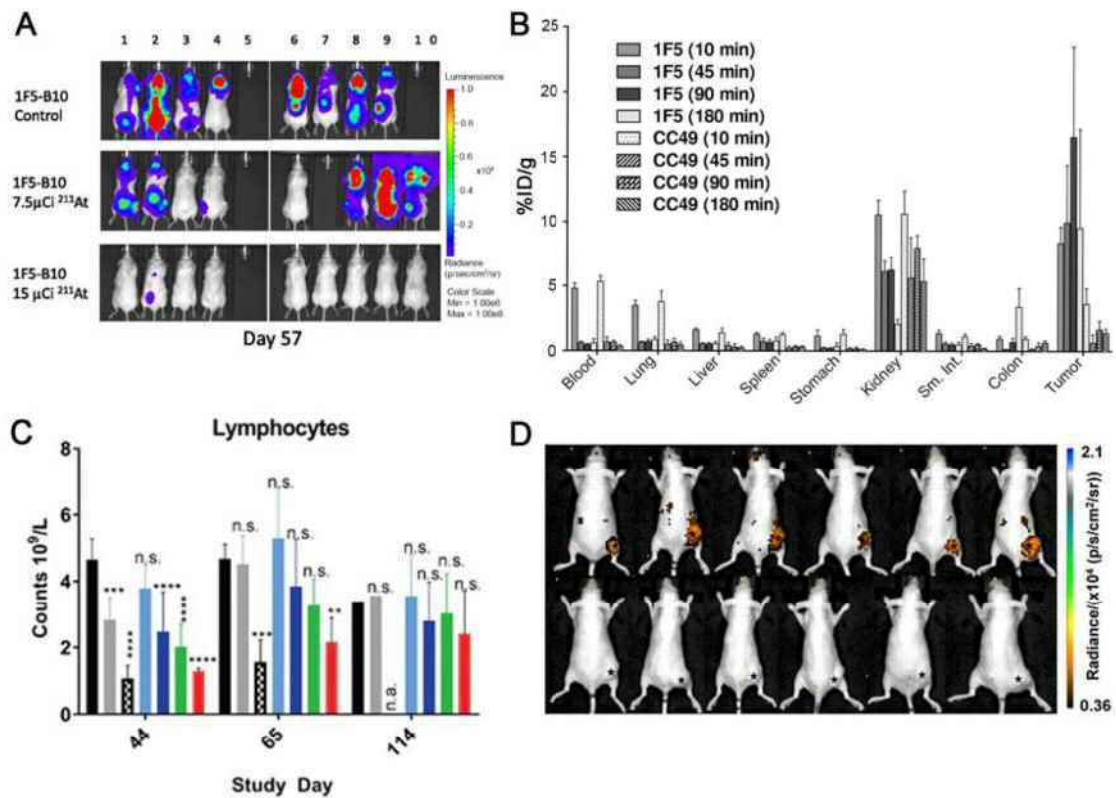 A
1 2 3 4 5 6 7 8 9 1 0
1F5-B10
Control
1F5-B10
7.5μCi ²¹¹At
1F5-B10
15 μCi ²¹¹At
Luminescence
1.0
0.8
0.6
x10⁶
0.4
0.2
Radiance
(p/sec/cm²/sr)
Color Scale
Min = 1.00e5
Max = 1.00e6
Day 57
B
%ID/g
25
20
15
10
5
0
1F5 (10 min)
1F5 (45 min)
1F5 (90 min)
1F5 (180 min)
CC49 (10 min)
CC49 (45 min)
CC49 (90 min)
CC49 (180 min)
Blood
Lung
Liver
Spleen
Stomach
Kidney
Sm. Int.
Colon
Tumor
C
Lymphocytes
Counts 10⁹/L
8
6
4
2
0
***
****
n.s.
****
****
****
n.s.
***
n.s.
n.s.
n.s.
**
n.s.
n.a.
n.s.
n.s.
n.s.
n.s.
44
65
114
Study Day
D
2.1
Radiance/(x10⁴ (p/s/cm²/sr))
0.36